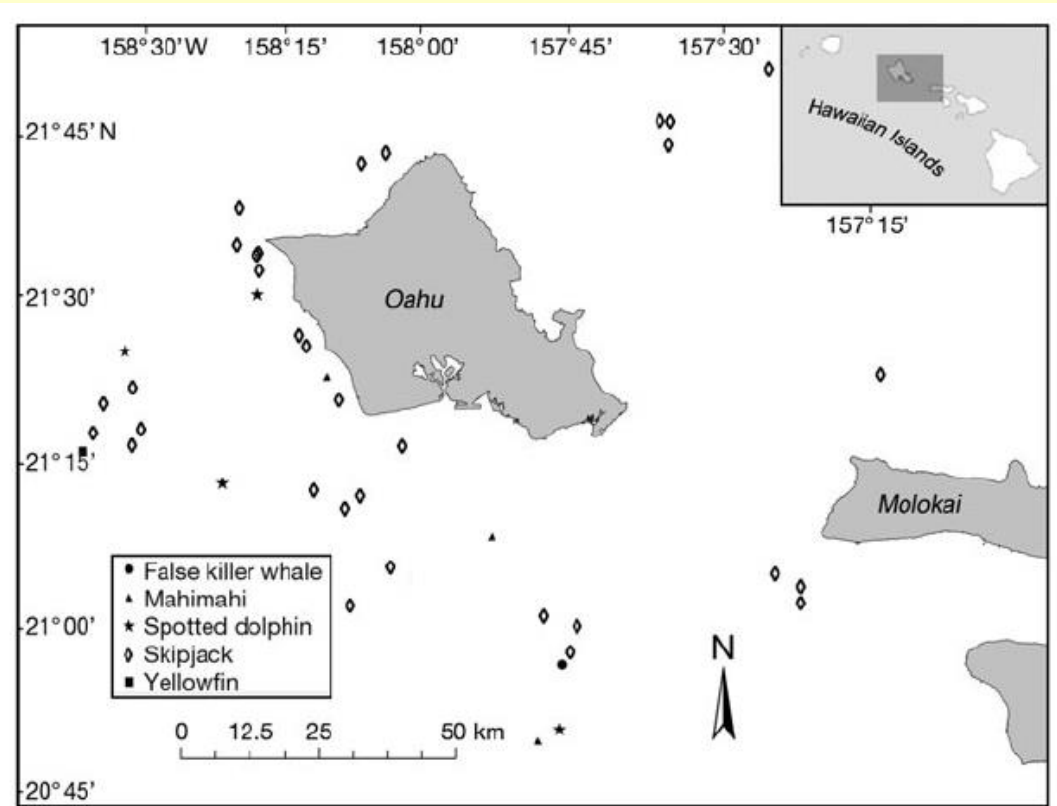 158°30'W 158°15' 158°00' 157°45' 157°30'
Hawaiian Islands
21°45'N
157°15'
21°30'
Oahu
21°15'
Molokai
False killer whale
Mahimahi
Spotted dolphin
Skipjack
Yellowfin
21°00'
N
0 12.5 25 50 km
20°45'